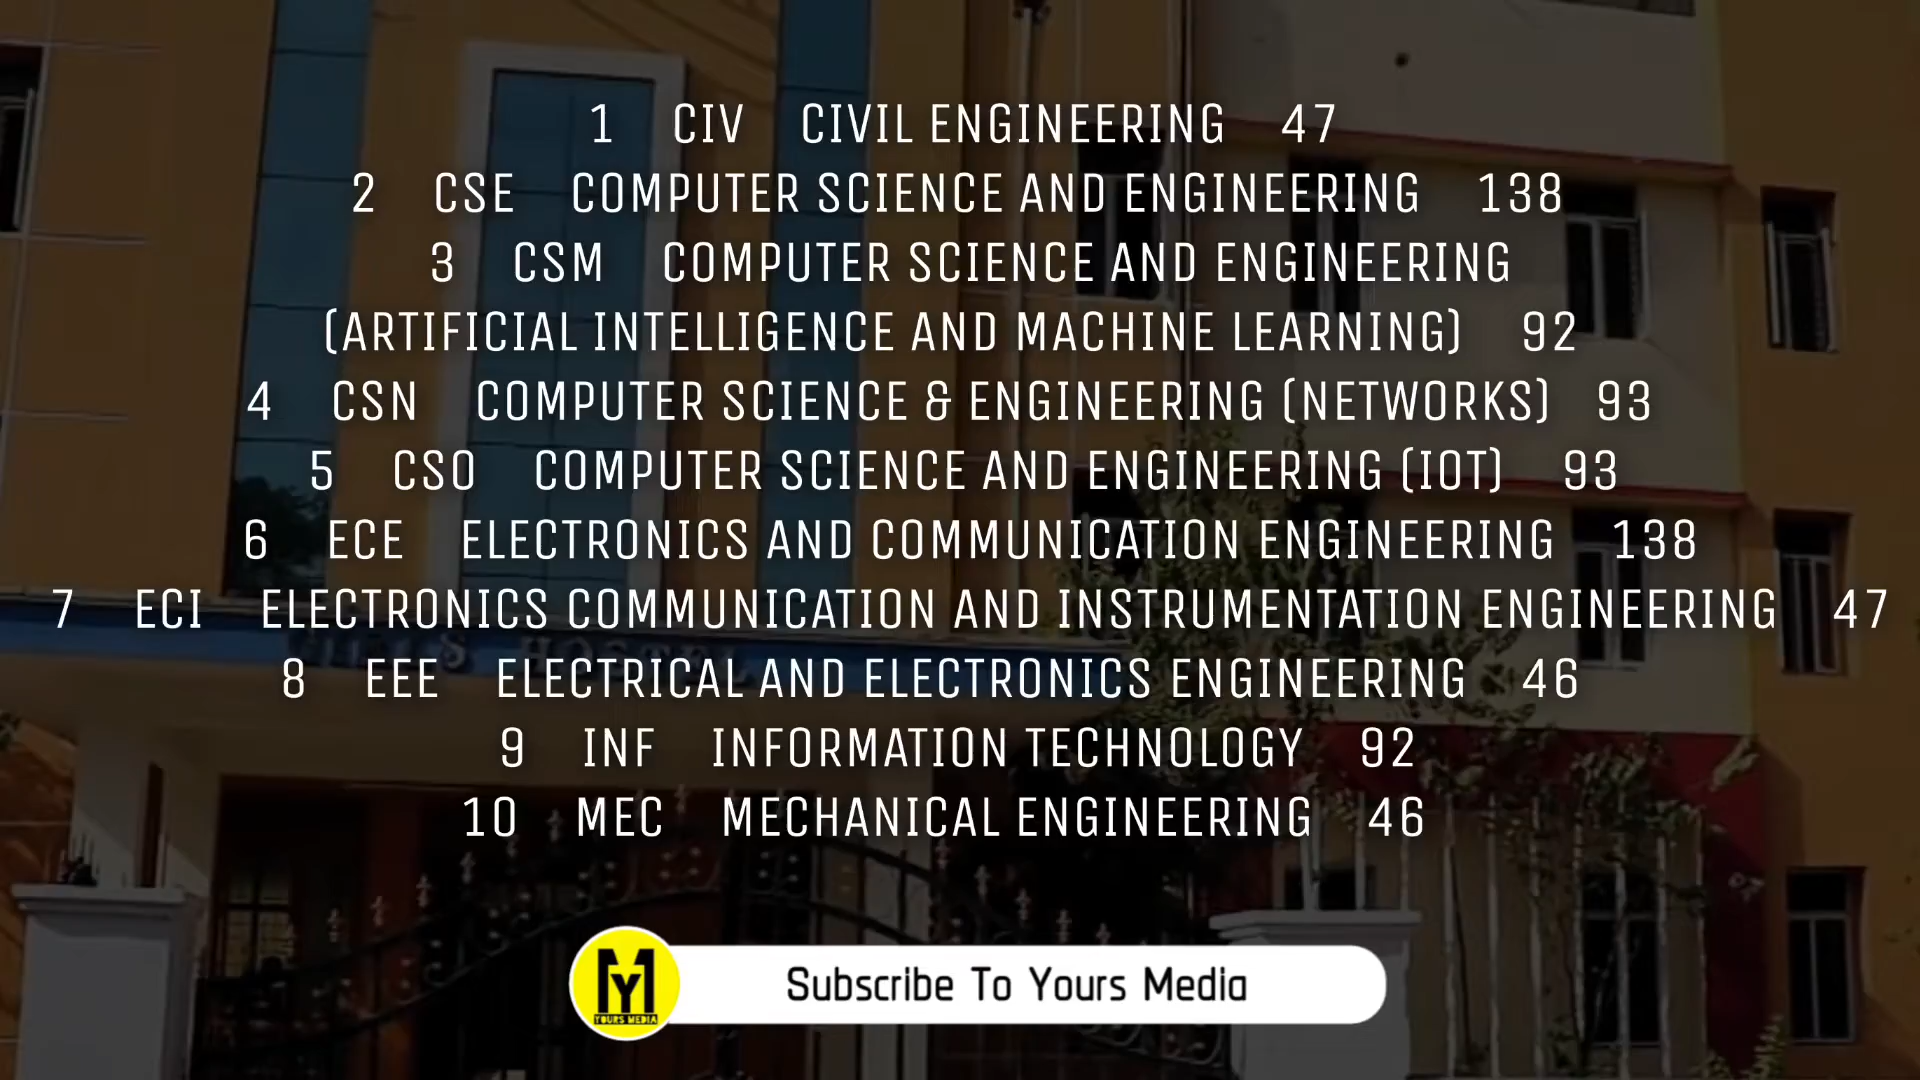 1 CIV CIVIL ENGINEERING 47
2 CSE COMPUTER SCIENCE AND ENGINEERING 138
3 CSM COMPUTER SCIENCE AND ENGINEERING
(ARTIFICIAL INTELLIGENCE AND MACHINE LEARNING) 92
4 CSN COMPUTER SCIENCE & ENGINEERING (NETWORKS) 93
5 CSO COMPUTER SCIENCE AND ENGINEERING (IOT) 93
6 ECE ELECTRONICS AND COMMUNICATION ENGINEERING 138
7 ECI ELECTRONICS COMMUNICATION AND INSTRUMENTATION ENGINEERING 47
8 EEE ELECTRICAL AND ELECTRONICS ENGINEERING 46
9 INF INFORMATION TECHNOLOGY 92
10 MEC MECHANICAL ENGINEERING 46
MY
YOURS MEDIA
Subscribe To Yours Media